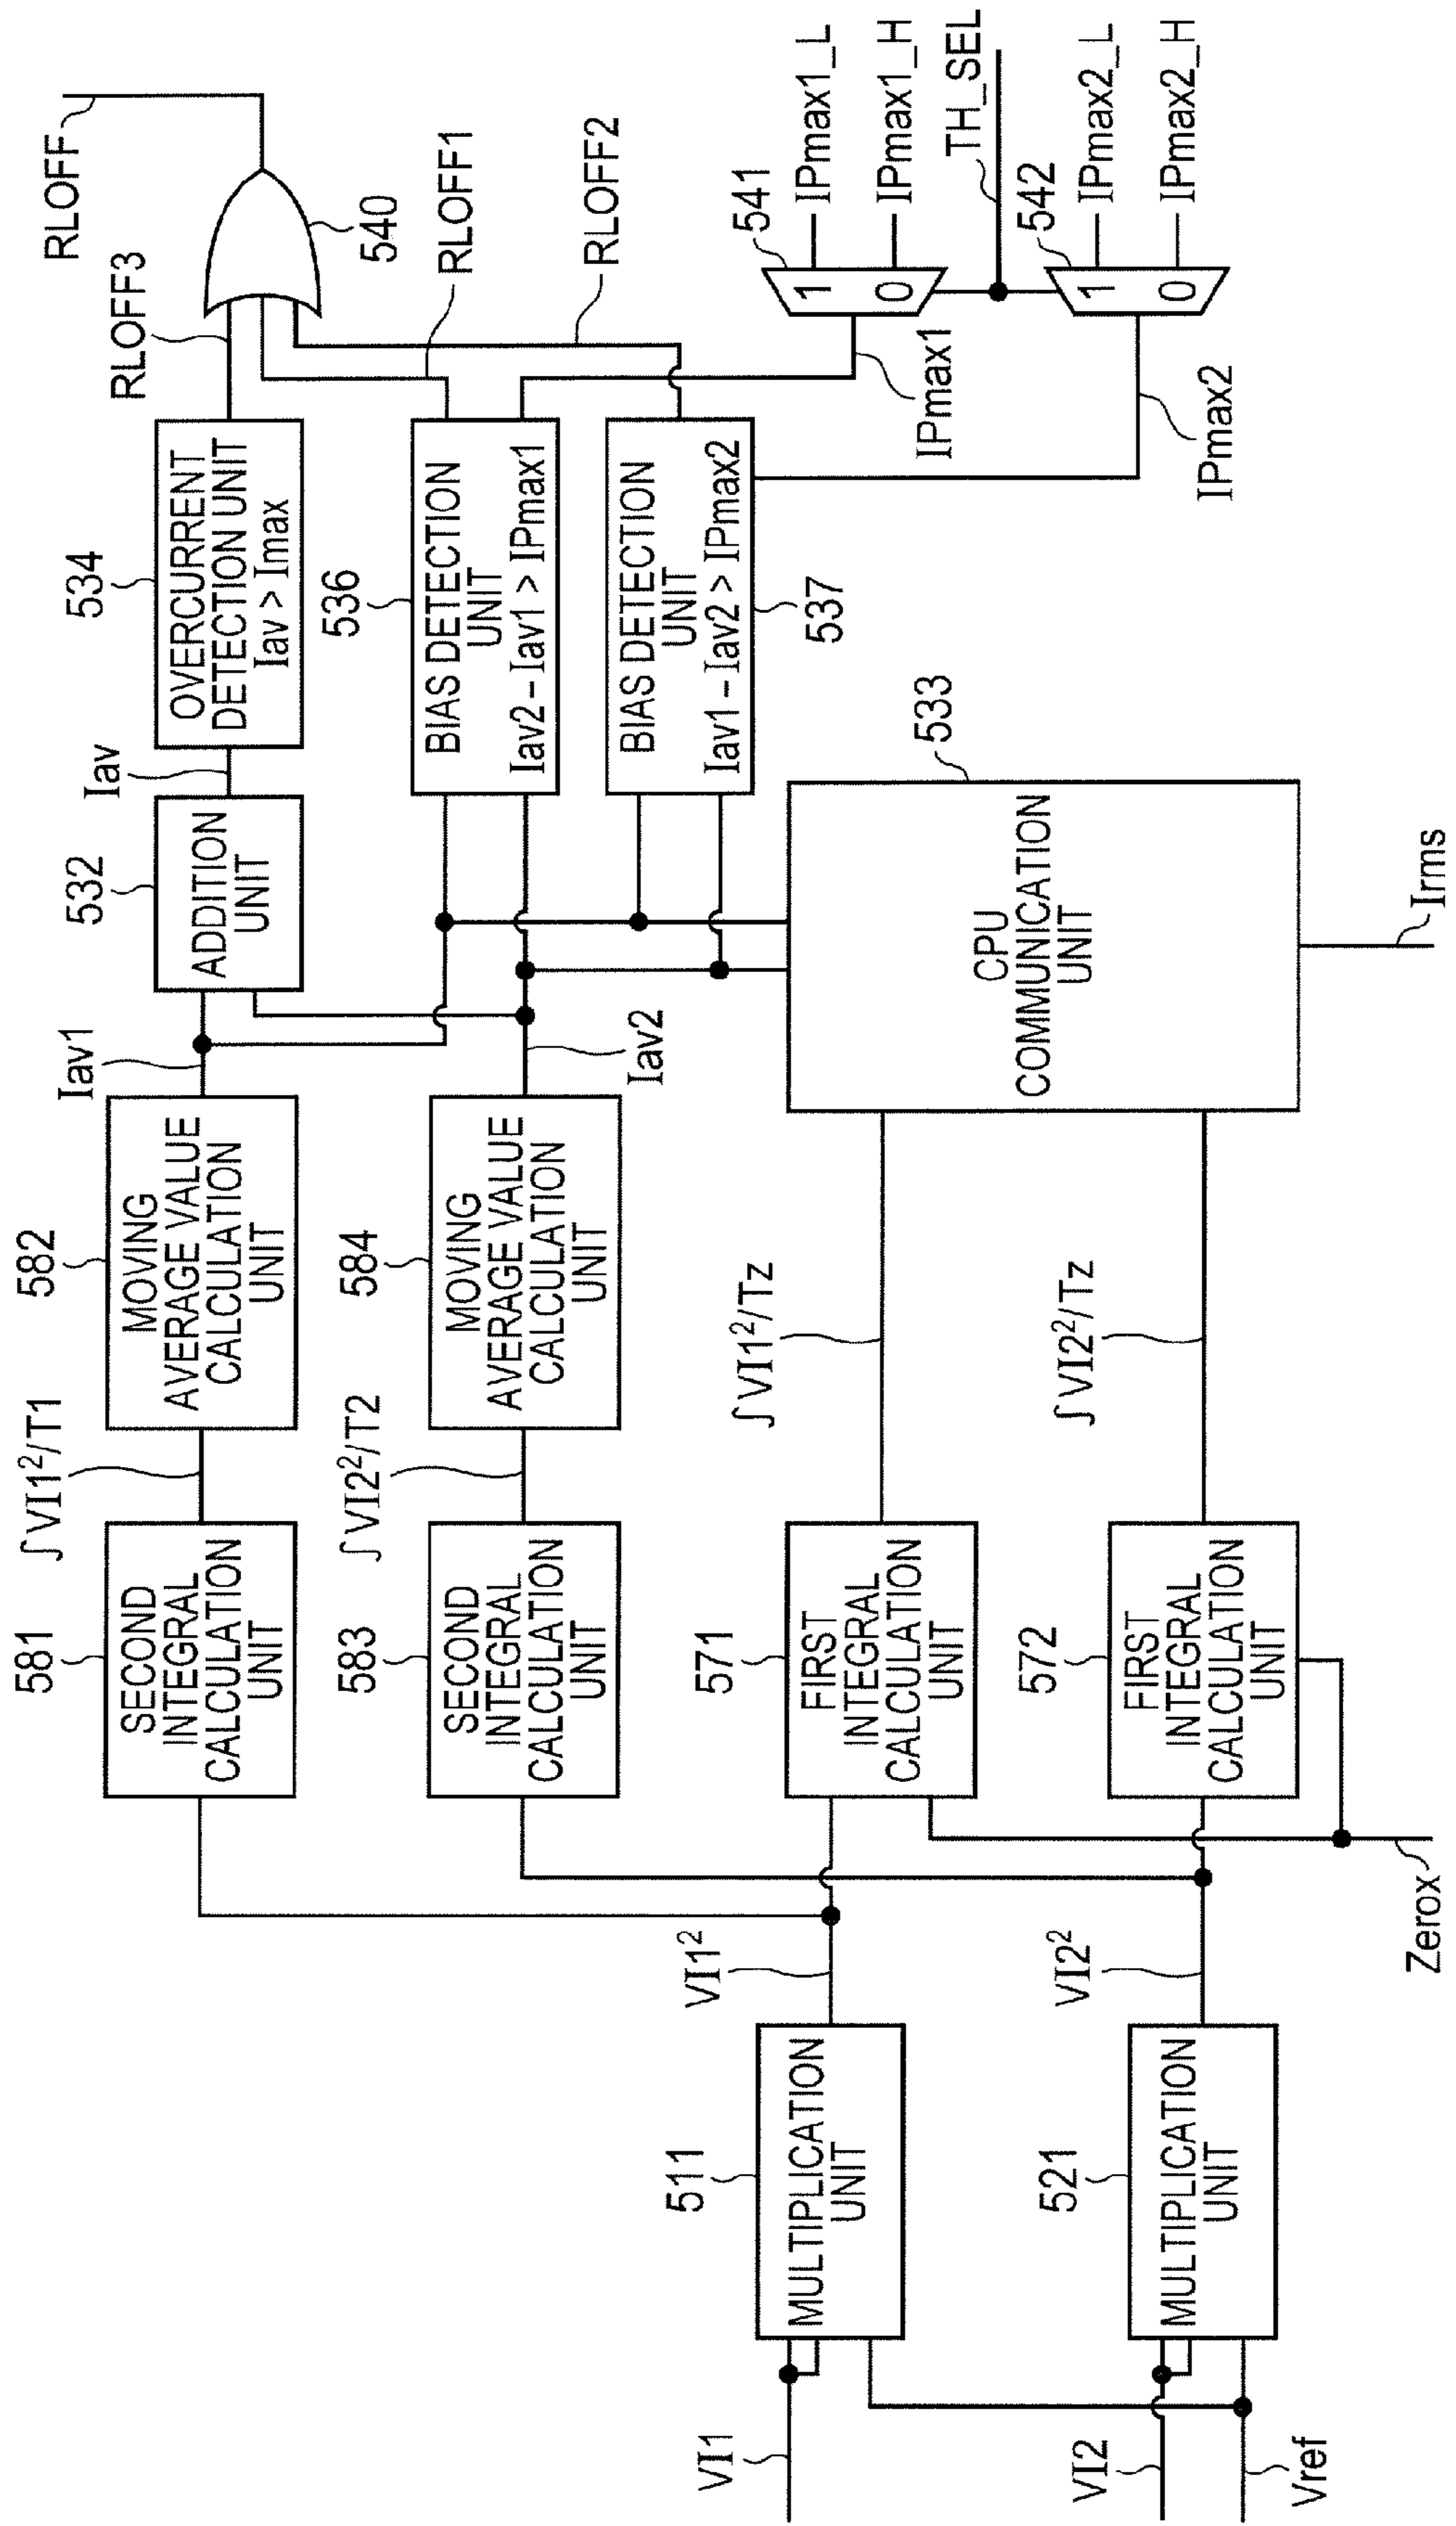 VI1
VI2
Vref
511
MULTIPLICATION
UNIT
521
MULTIPLICATION
UNIT
VI1²
VI2²
Zerox
581
SECOND
INTEGRAL
CALCULATION
UNIT
583
SECOND
INTEGRAL
CALCULATION
UNIT
571
FIRST
INTEGRAL
CALCULATION
UNIT
572
FIRST
INTEGRAL
CALCULATION
UNIT
∫VI1²/T1
∫VI2²/T2
∫VI1²/Tz
∫VI2²/Tz
582
MOVING
AVERAGE VALUE
CALCULATION
UNIT
584
MOVING
AVERAGE VALUE
CALCULATION
UNIT
Iav1
Iav2
532
ADDITION
UNIT
Iav
533
CPU
COMMUNICATION
UNIT
Irms
534
OVERCURRENT
DETECTION UNIT
Iav > Imax
536
BIAS DETECTION
UNIT
Iav2 – Iav1 > IPmax1
BIAS DETECTION
UNIT
Iav1 – Iav2 > IPmax2
537
RLOFF3
RLOFF
540
RLOFF1
RLOFF2
IPmax1
IPmax2
541
1
0
IPmax1_L
IPmax1_H
TH_SEL
542
1
0
IPmax2_L
IPmax2_H